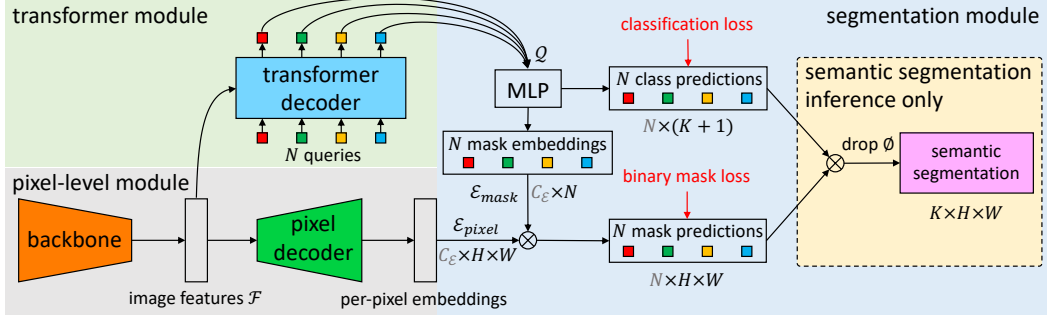 transformer module
segmentation module
transformer
decoder
N queries
Q
MLP
classification loss
N class predictions
N×(K + 1)
N mask embeddings
ℰmask
C_ℰ×N
semantic segmentation
inference only
drop ∅
semantic
segmentation
K×H×W
pixel-level module
backbone
image features ℱ
pixel
decoder
per-pixel embeddings
ℰpixel
C_ℰ×H×W
binary mask loss
N mask predictions
N×H×W